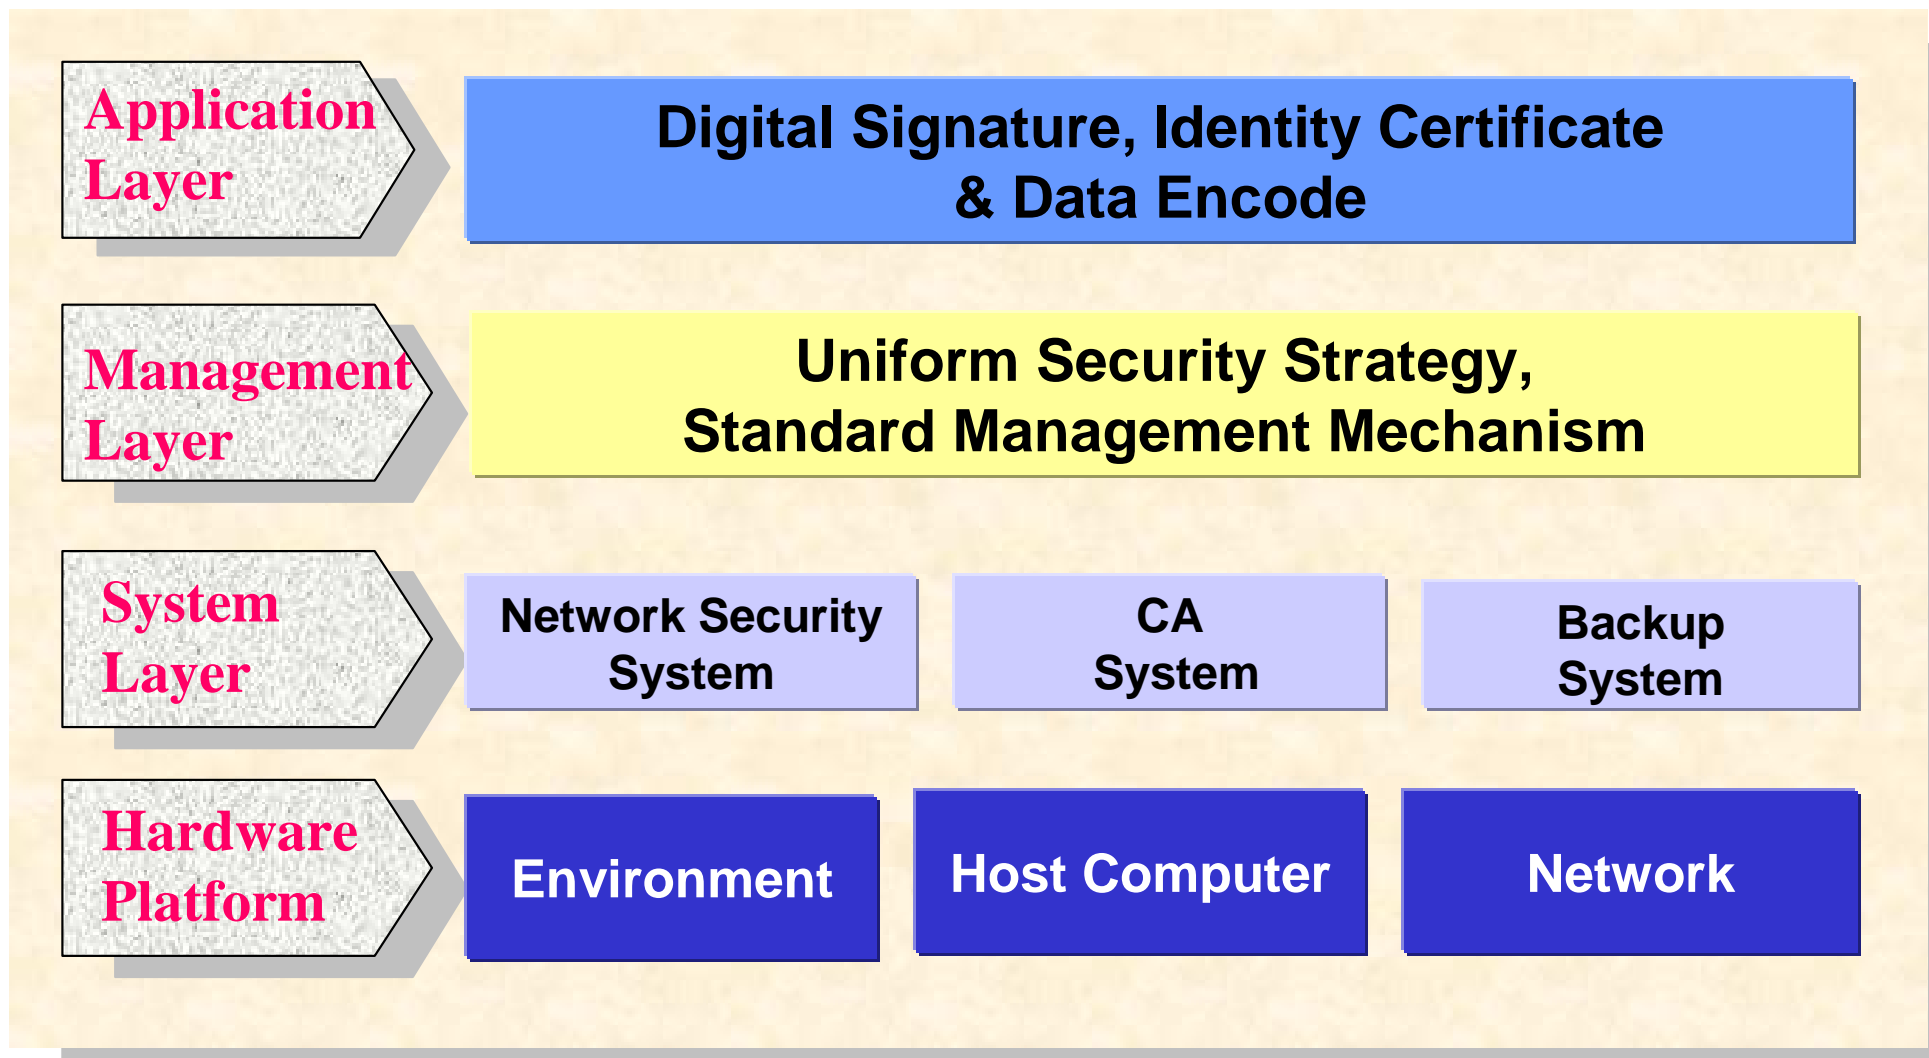 Application
Layer
Digital Signature, Identity Certificate
& Data Encode
Management
Layer
Uniform Security Strategy,
Standard Management Mechanism
System
Layer
Network Security
System
CA
System
Backup
System
Hardware
Platform
Environment
Host Computer
Network